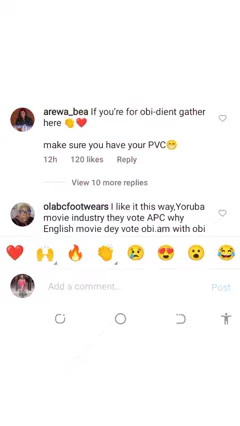 arewa_bea If you're for obi-dient gather
here 👏❤️
make sure you have your PVC😁
12h 120 likes Reply
View 10 more replies
olabcfootwears I like it this way,Yoruba
movie industry they vote APC why
English movie dey vote obi.am with obi
❤️ 🙌 🔥 👏 😢 😍 😮 😂
Add a comment... Post